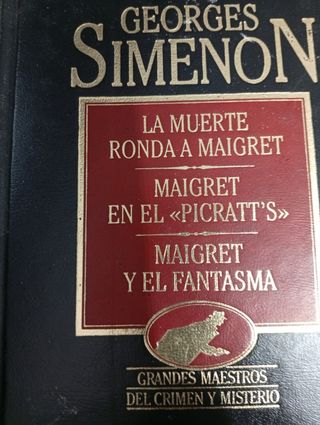 GEORGES
SIMENON
LA MUERTE
RONDA A MAIGRET
MAIGRET
EN EL «PICRATT'S»
MAIGRET
Y EL FANTASMA
GRANDES MAESTROS
DEL CRIMEN Y MISTERIO